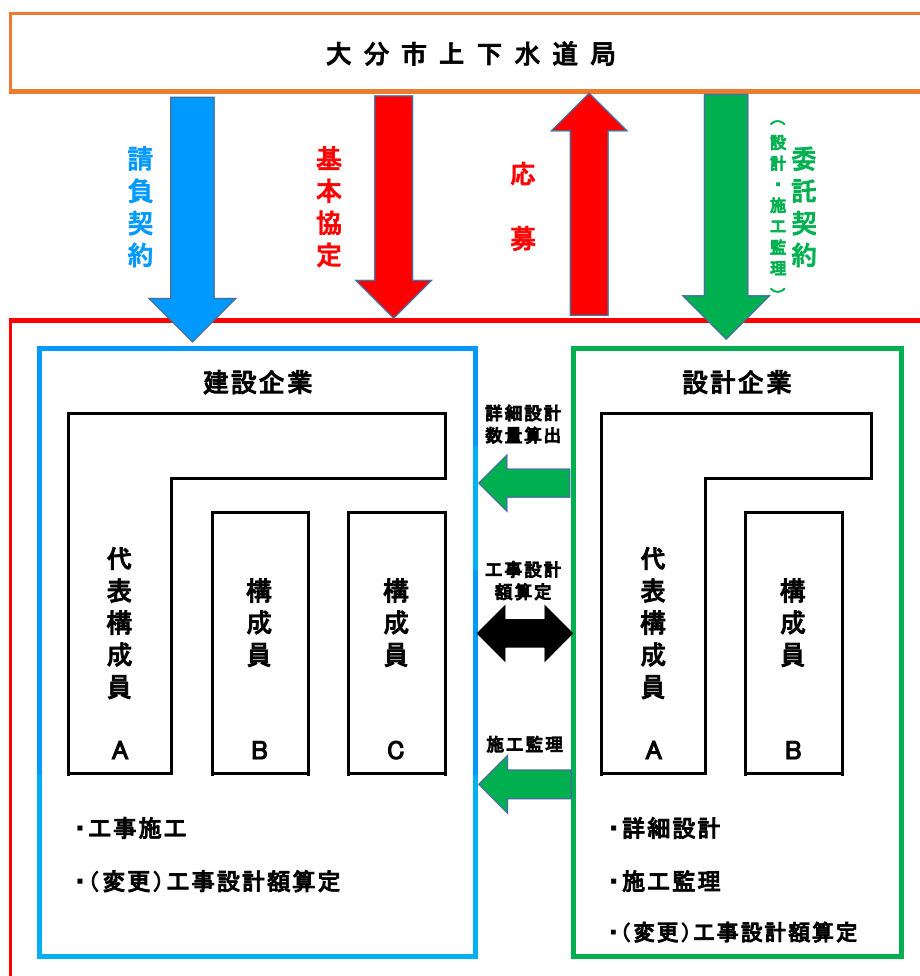 大分市上下水道局
請負契約
基本協定
応募
委託契約
（設計・施工監理）
建設企業
設計企業
詳細設計
数量算出
工事設計
額算定
施工監理
代表構成員
A
構成員
B
構成員
C
代表構成員
A
構成員
B
・工事施工
・（変更）工事設計額算定
・詳細設計
・施工監理
・（変更）工事設計額算定